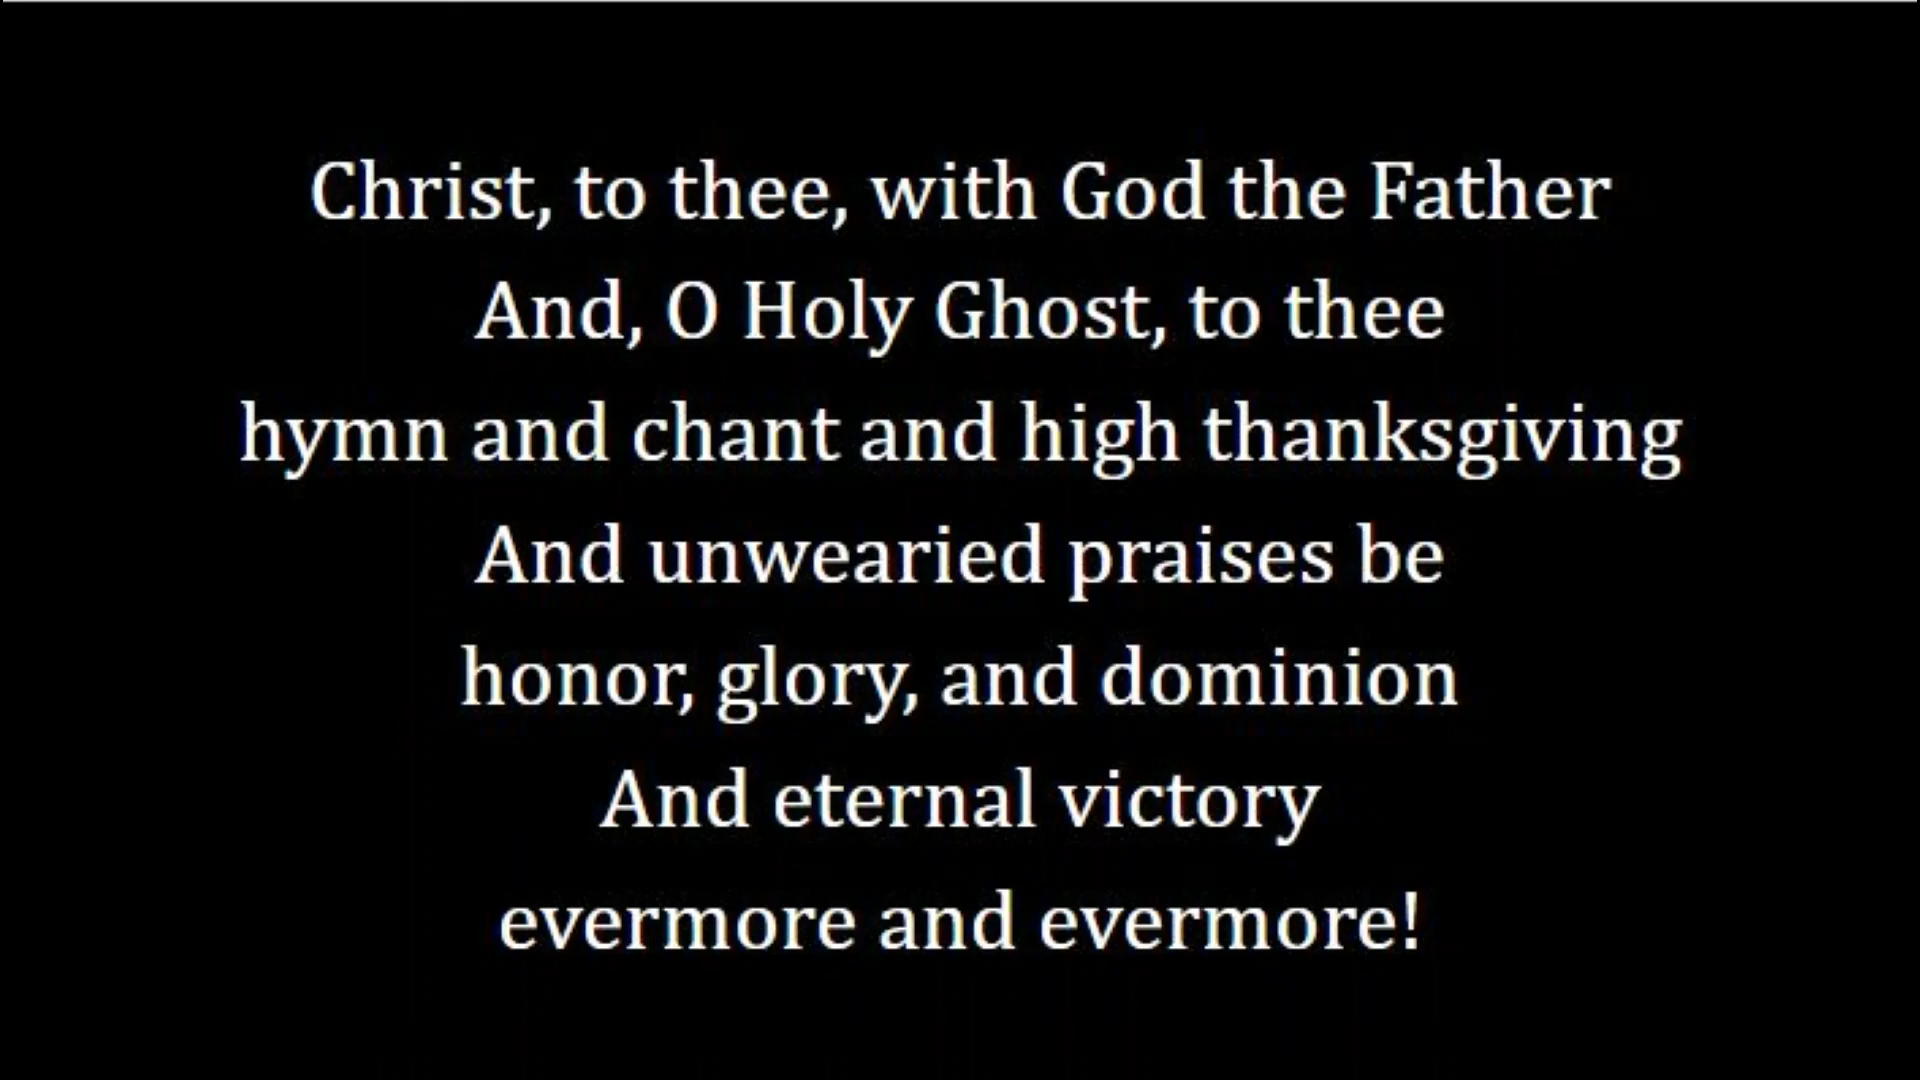 Christ, to thee, with God the Father
And, O Holy Ghost, to thee
hymn and chant and high thanksgiving
And unwearied praises be
honor, glory, and dominion
And eternal victory
evermore and evermore!